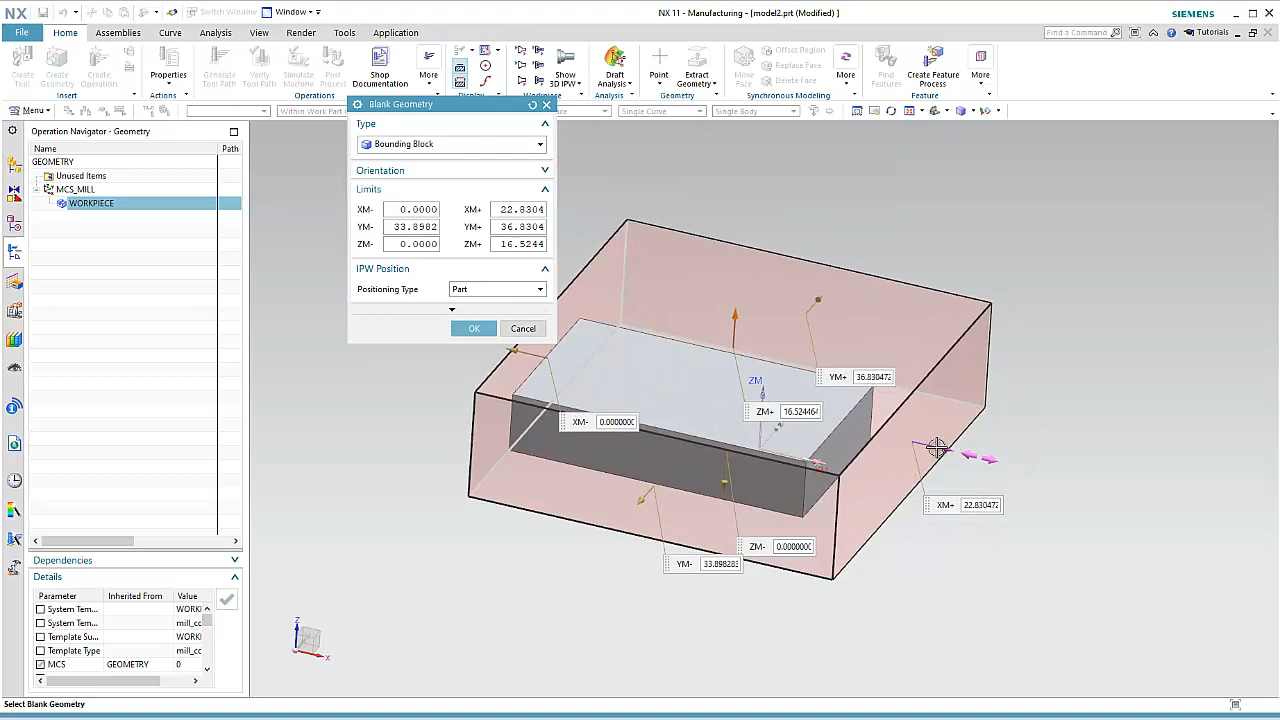 NX
Switch Window
Window
NX 11 - Manufacturing - [model2.prt (Modified) ]
SIEMENS
File
Home
Assemblies
Curve
Analysis
View
Render
Tools
Application
Find a Command
Tutorials
Create Tool
Create Geometry
Create Operation
Insert
Properties
Actions
Generate Tool Path
Verify Tool Path
Simulate Machine
Post Process
Shop Documentation
More
Operations
Display
Show 3D IPW
Draft Analysis
Analysis
Point
Extract Geometry
Geometry
Move Face
Offset Region
Replace Face
Delete Face
More
Synchronous Modeling
Find Features
Create Feature Process
More
Feature
Menu
Within Work Part
Single Curve
Single Body
Operation Navigator - Geometry
Name
Path
GEOMETRY
Unused Items
MCS_MILL
WORKPIECE
Dependencies
Details
Parameter
Inherited From
Value
System Tem...
WORKI
System Tem...
mill_cc
Template Su...
WORKI
Template Type
mill_cc
MCS
GEOMETRY
0
Blank Geometry
Type
Bounding Block
Orientation
Limits
XM- 0.0000 XM+ 22.8304
YM- 33.8982 YM+ 36.8304
ZM- 0.0000 ZM+ 16.5244
IPW Position
Positioning Type Part
OK Cancel
YM+ 36.830472
ZM
ZM+ 16.524464
XM- 0.0000000
XM+ 22.830472
ZM- 0.0000000
YM- 33.898283
Z
X
Select Blank Geometry